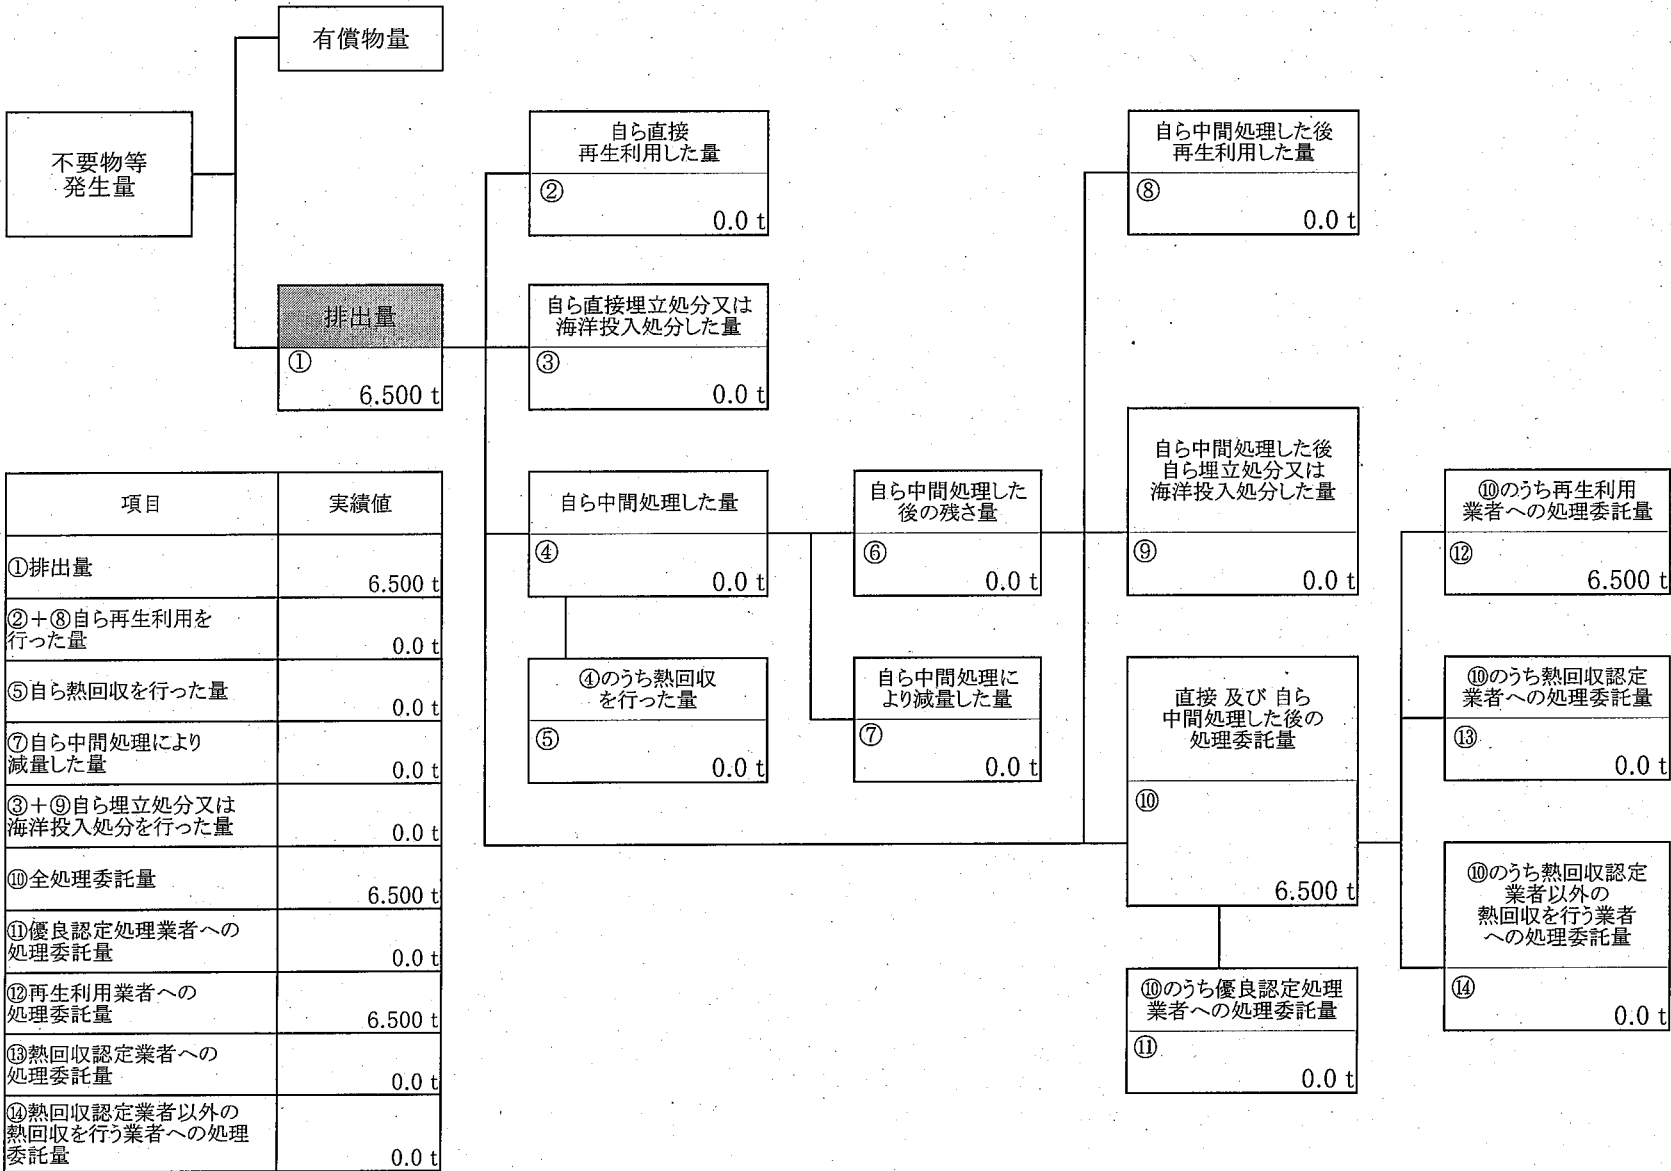 有償物量
不要物等
発生量
排出量
①
6.500 t
自ら直接
再生利用した量
②
0.0 t
自ら直接埋立処分又は
海洋投入処分した量
③
0.0 t
自ら中間処理した量
④
0.0 t
④のうち熱回収
を行った量
⑤
0.0 t
自ら中間処理した
後の残さ量
⑥
0.0 t
自ら中間処理に
より減量した量
⑦
0.0 t
自ら中間処理した後
再生利用した量
⑧
0.0 t
自ら中間処理した後
自ら埋立処分又は
海洋投入処分した量
⑨
0.0 t
直接 及び 自ら
中間処理した後の
処理委託量
⑩
6.500 t
⑩のうち優良認定処理
業者への処理委託量
⑪
0.0 t
⑩のうち再生利用
業者への処理委託量
⑫
6.500 t
⑩のうち熱回収認定
業者への処理委託量
⑬
0.0 t
⑩のうち熱回収認定
業者以外の
熱回収を行う業者
への処理委託量
⑭
0.0 t
項目 実績値
①排出量
6.500 t
②＋⑧自ら再生利用を
行った量
0.0 t
⑤自ら熱回収を行った量
0.0 t
⑦自ら中間処理により
減量した量
0.0 t
③＋⑨自ら埋立処分又は
海洋投入処分を行った量
0.0 t
⑩全処理委託量
6.500 t
⑪優良認定処理業者への
処理委託量
0.0 t
⑫再生利用業者への
処理委託量
6.500 t
⑬熱回収認定業者への
処理委託量
0.0 t
⑭熱回収認定業者以外の
熱回収を行う業者への処理
委託量
0.0 t